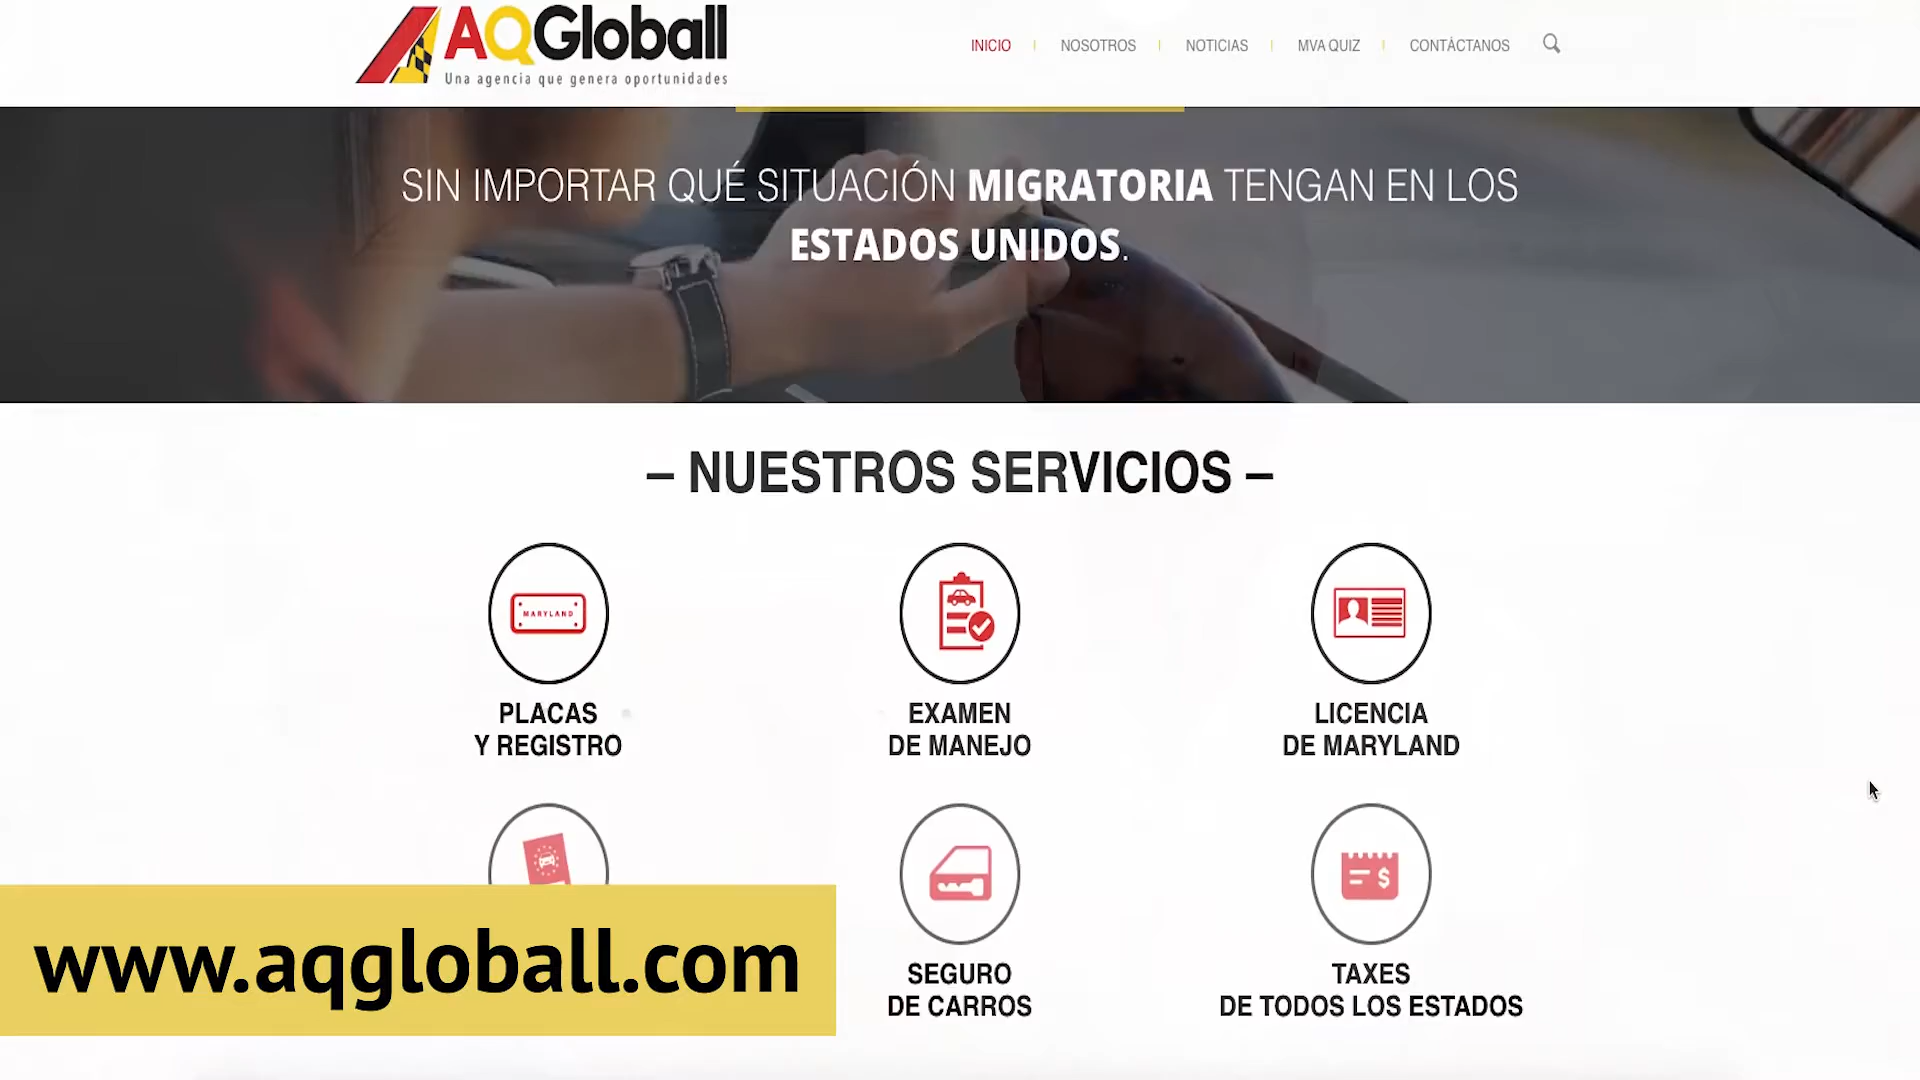 AQGloball
Una agencia que genera oportunidades
INICIO
NOSOTROS
NOTICIAS
MVA QUIZ
CONTÁCTANOS
SIN IMPORTAR QUÉ SITUACIÓN MIGRATORIA TENGAN EN LOS
ESTADOS UNIDOS.
– NUESTROS SERVICIOS –
MARYLAND
PLACAS
Y REGISTRO
EXAMEN
DE MANEJO
LICENCIA
DE MARYLAND
$
SEGURO
DE CARROS
TAXES
DE TODOS LOS ESTADOS
www.aqgloball.com